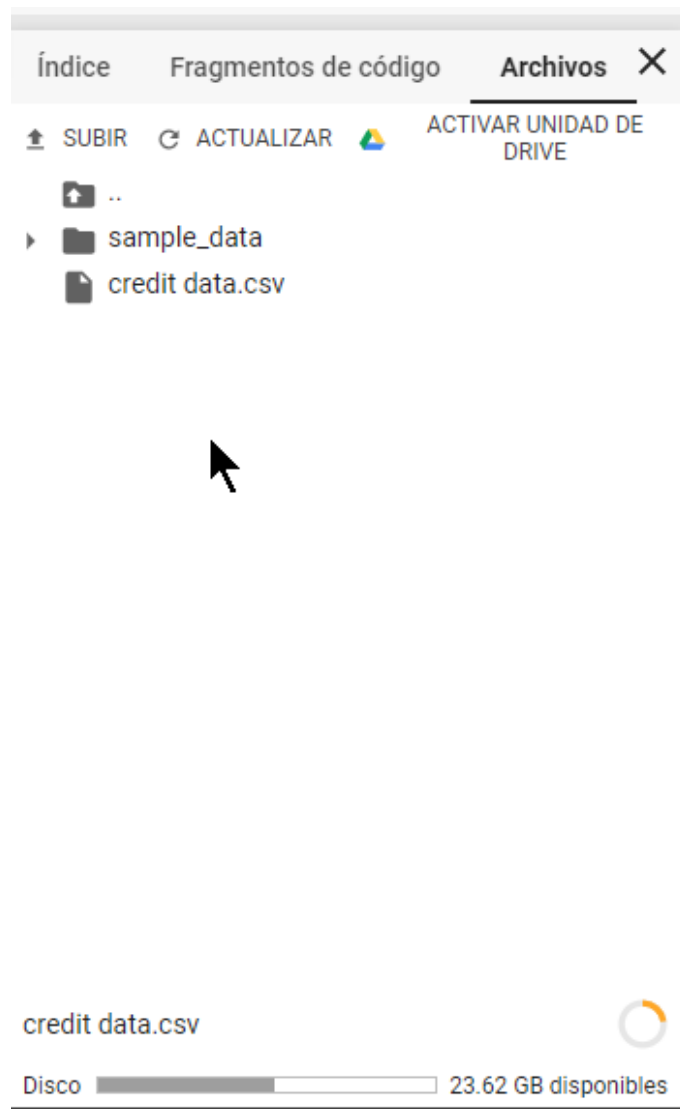 Índice Fragmentos de código Archivos
SUBIR ACTUALIZAR ACTIVAR UNIDAD DE
DRIVE
..
sample_data
credit data.csv
credit data.csv
Disco 23.62 GB disponibles